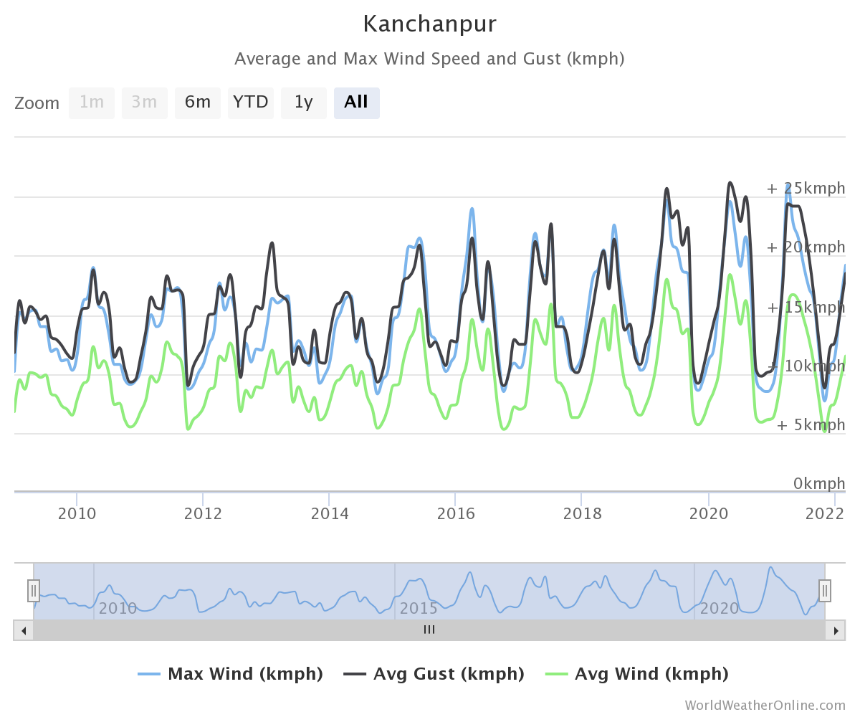 Kanchanpur
Average and Max Wind Speed and Gust (kmph)
Zoom 1m 3m 6m YTD 1y All
+ 25kmph
+ 20kmph
+ 15kmph
+ 10kmph
+ 5kmph
0kmph
2010 2012 2014 2016 2018 2020 2022
2010 2015 2020
Max Wind (kmph) Avg Gust (kmph) Avg Wind (kmph)
WorldWeatherOnline.com